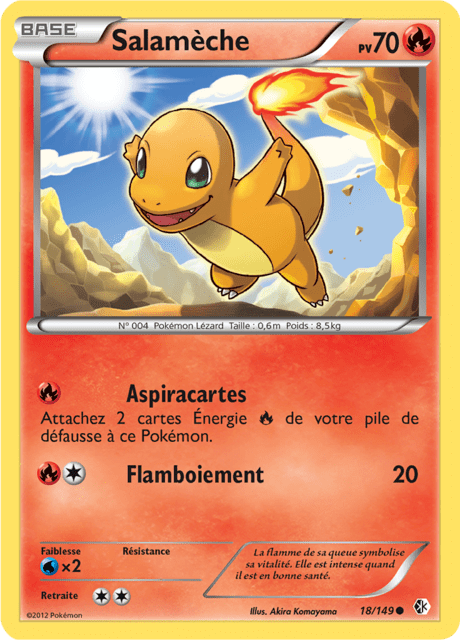 BASE
Salamèche
PV70
N° 004 Pokémon Lézard Taille : 0,6m Poids : 8,5kg
Aspiracartes
Attachez 2 cartes Énergie de votre pile de
défausse à ce Pokémon.
Flamboiement 20
Faiblesse Résistance
×2
La flamme de sa queue symbolise
sa vitalité. Elle est intense quand
il est en bonne santé.
Retraite
©2012 Pokémon
Illus. Akira Komayama
18/149